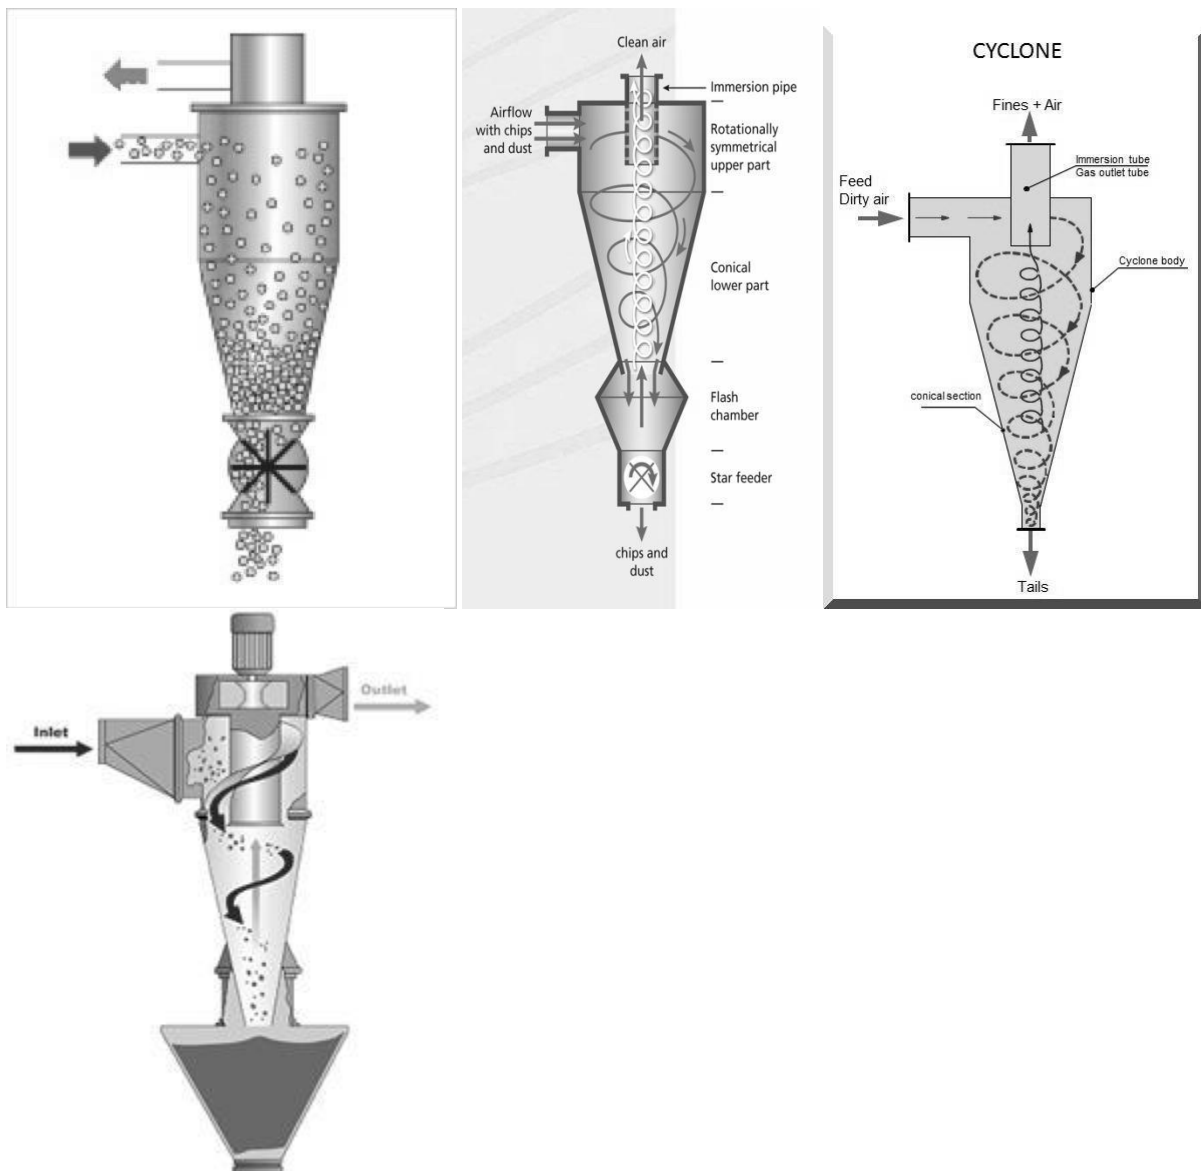 Clean air
Immersion pipe
Airflow
with chips
and dust
Rotationally
symmetrical
upper part
Conical
lower part
Flash
chamber
Star feeder
chips and
dust
CYCLONE
Fines + Air
Immersion tube
Gas outlet tube
Feed
Dirty air
Cyclone body
conical section
Tails
Outlet
Inlet